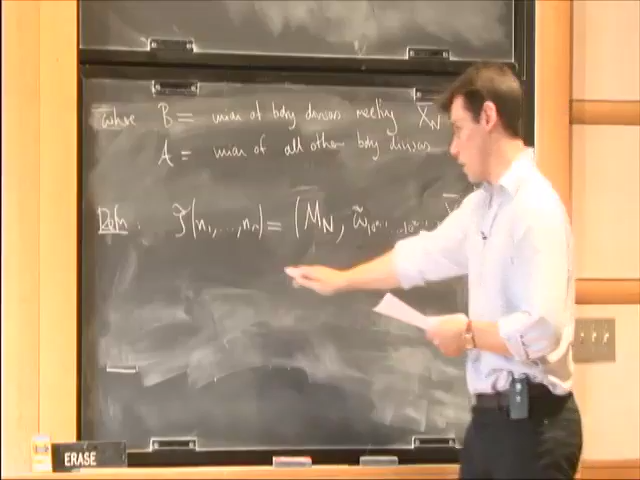 where B = union of bdry divisors meeting X̄_N
A = union of all other bdry divisors
Defn. ζ(n₁,...,nₙ) = (M_N, ω̃
ERASE